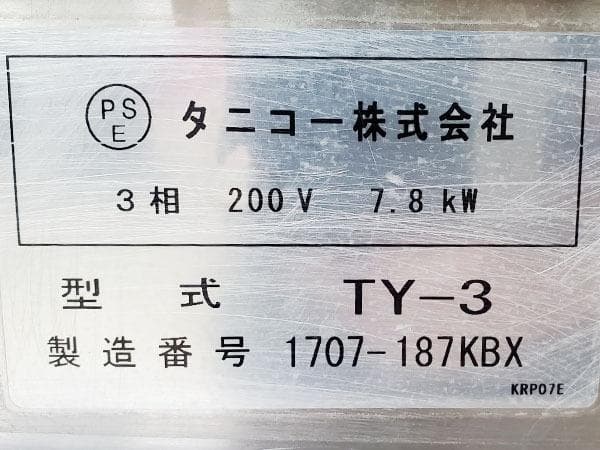 PS
E
タニコー株式会社
3相 200V 7.8kW
型式 TY-3
製造番号 1707-187KBX
KRP07E